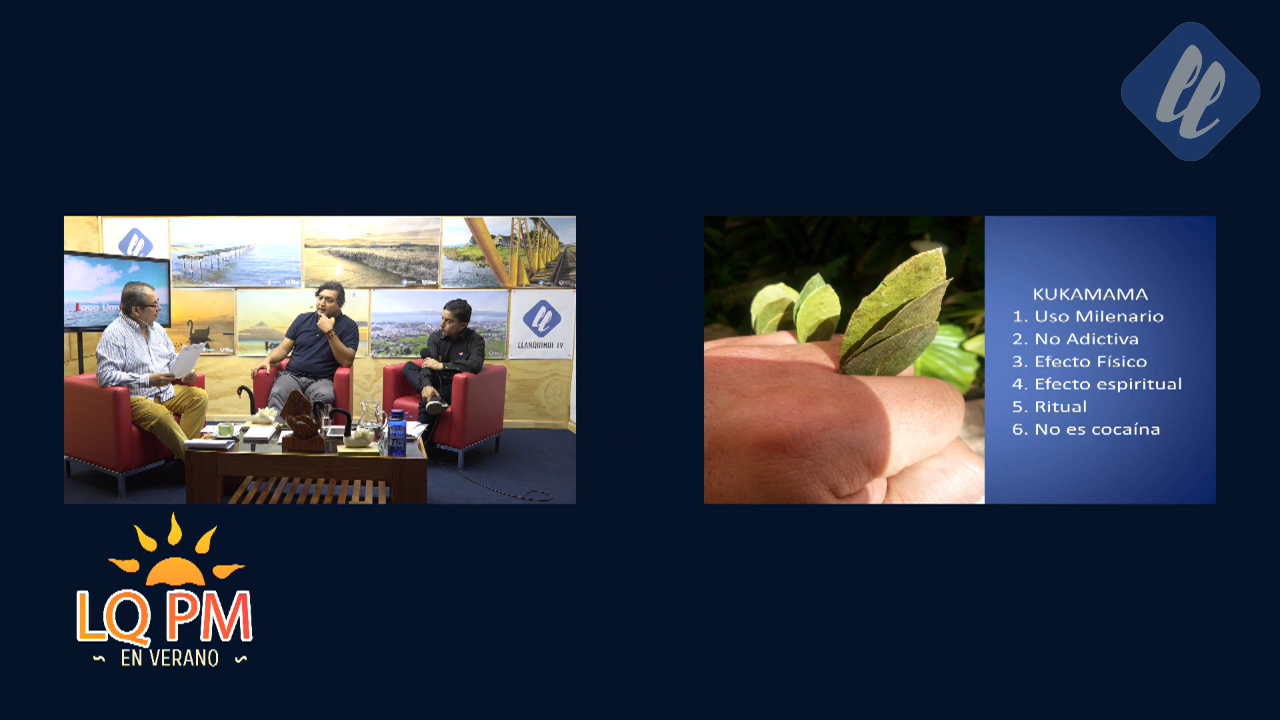 LLANQUIHUE TV
KUKAMAMA
1. Uso Milenario
2. No Adictiva
3. Efecto Físico
4. Efecto espiritual
5. Ritual
6. No es cocaína
LQ PM
~ EN VERANO ~